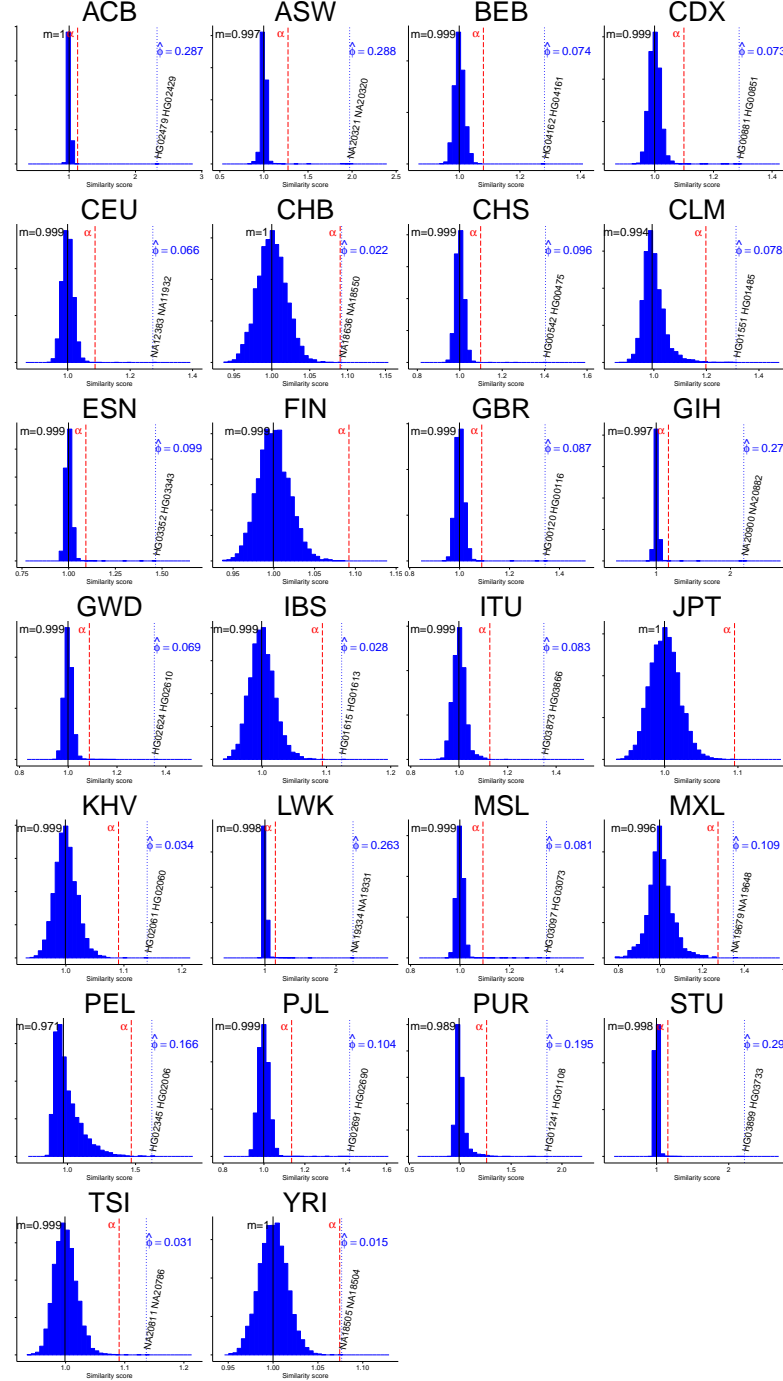 ACB
m=1
α
φ̂ = 0.287
HG02479 HG02429
1 2 3
Similarity score
ASW
m=0.997
α
φ̂ = 0.288
NA20321 NA20320
0.5 1.0 1.5 2.0 2.5
Similarity score
BEB
m=0.999
α
φ̂ = 0.074
HG04162 HG04161
1.0 1.2 1.4
Similarity score
CDX
m=0.999
α
φ̂ = 0.073
HG00881 HG00851
1.0 1.2 1.4
Similarity score
CEU
m=0.999
α
φ̂ = 0.066
NA12383 NA11932
1.0 1.2 1.4
Similarity score
CHB
m=1
α
φ̂ = 0.022
NA18636 NA18550
0.95 1.00 1.05 1.10 1.15
Similarity score
CHS
m=0.999
α
φ̂ = 0.096
HG00542 HG00475
0.8 1.0 1.2 1.4 1.6
Similarity score
CLM
m=0.994
α
φ̂ = 0.078
HG01551 HG01485
1.0 1.2 1.4
Similarity score
ESN
m=0.999
α
φ̂ = 0.099
HG03352 HG03343
0.75 1.00 1.25 1.50
Similarity score
FIN
m=0.999
α
0.95 1.00 1.05 1.10 1.15
Similarity score
GBR
m=0.999
α
φ̂ = 0.087
HG00120 HG00116
0.8 1.0 1.2 1.4
Similarity score
GIH
m=0.997
α
φ̂ = 0.27
NA20900 NA20882
1 2
Similarity score
GWD
m=0.999
α
φ̂ = 0.069
HG02624 HG02610
0.8 1.0 1.2 1.4
Similarity score
IBS
m=0.999
α
φ̂ = 0.028
HG01615 HG01613
1.0 1.1 1.2
Similarity score
ITU
m=0.999
α
φ̂ = 0.083
HG03873 HG03866
0.8 1.0 1.2 1.4
Similarity score
JPT
m=1
α
1.0 1.1
Similarity score
KHV
m=0.999
α
φ̂ = 0.034
HG02061 HG02060
1.0 1.1 1.2
Similarity score
LWK
m=0.998
α
φ̂ = 0.263
NA19334 NA19331
1 2
Similarity score
MSL
m=0.999
α
φ̂ = 0.081
HG03097 HG03073
0.8 1.0 1.2 1.4
Similarity score
MXL
m=0.996
α
φ̂ = 0.109
NA19679 NA19648
0.8 1.0 1.2 1.4
Similarity score
PEL
m=0.971
α
φ̂ = 0.166
HG02345 HG02006
1.0 1.5
Similarity score
PJL
m=0.999
α
φ̂ = 0.104
HG02691 HG02690
0.8 1.0 1.2 1.4 1.6
Similarity score
PUR
m=0.989
α
φ̂ = 0.195
HG01241 HG01108
0.5 1.0 1.5 2.0
Similarity score
STU
m=0.998
α
φ̂ = 0.29
HG03899 HG03733
1 2
Similarity score
TSI
m=0.999
α
φ̂ = 0.031
NA20811 NA20786
1.0 1.1 1.2
Similarity score
YRI
m=1
α
φ̂ = 0.015
NA18505 NA18504
0.95 1.00 1.05 1.10
Similarity score